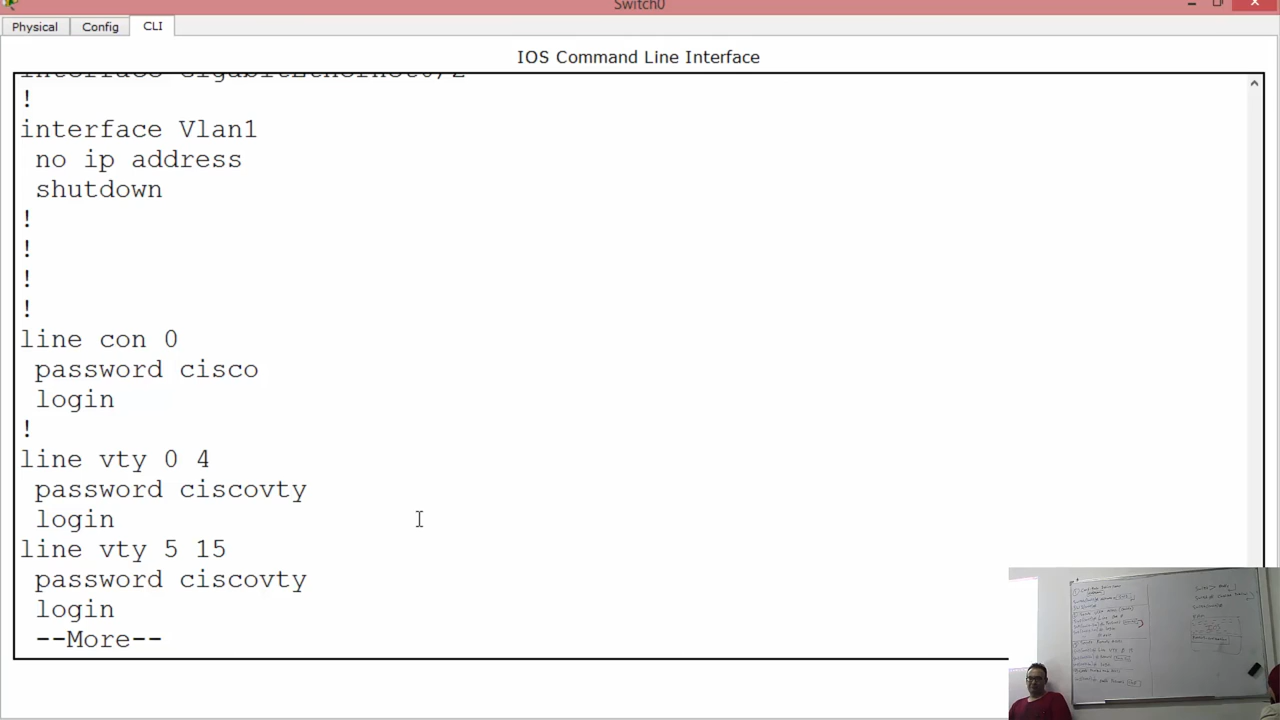 Switch0
Physical Config CLI
IOS Command Line Interface
!
interface Vlan1
no ip address
shutdown
!
!
!
!
line con 0
password cisco
login
!
line vty 0 4
password ciscovty
login
line vty 5 15
password ciscovty
login
--More--